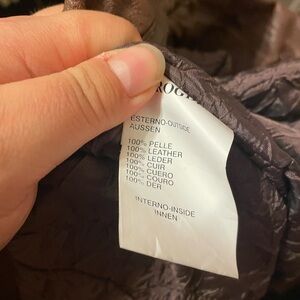 ESTERNO-OUTSIDE
AUSSEN
100% PELLE
100% LEATHER
100% LEDER
100% CUIR
100% CUERO
100% COURO
100% DER
INTERNO-INSIDE
INNEN